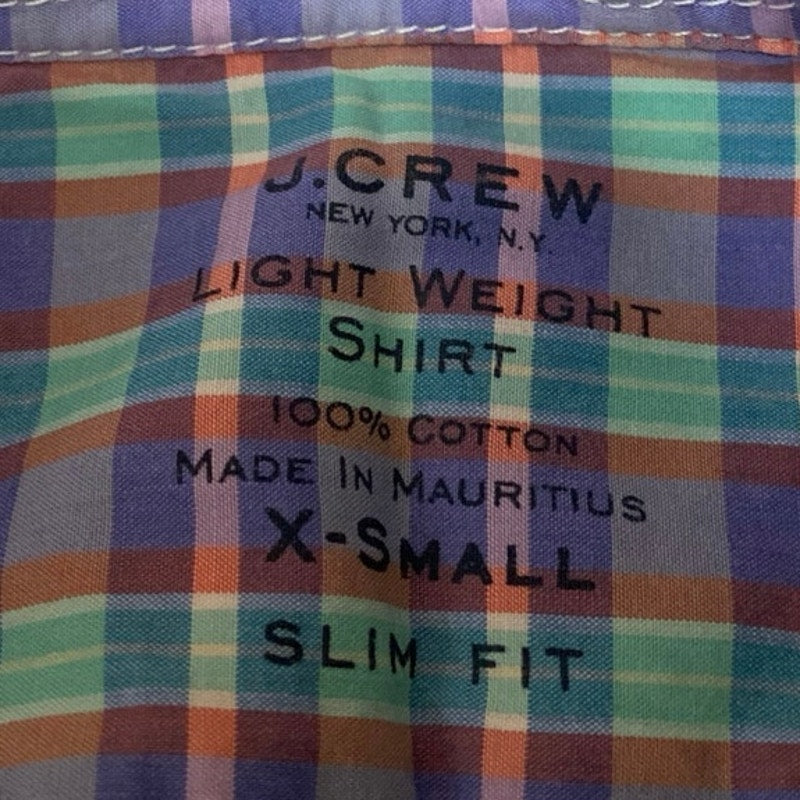 J.CREW
NEW YORK, N.Y.
LIGHT WEIGHT
SHIRT
100% COTTON
MADE IN MAURITIUS
X-SMALL
SLIM FIT